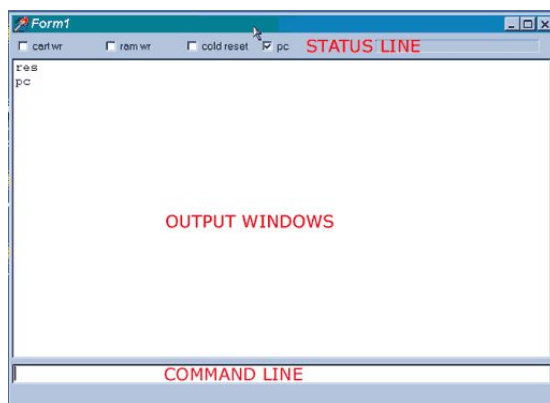 Form1
cart wr ram wr cold reset pc STATUS LINE
res
pc
OUTPUT WINDOWS
COMMAND LINE